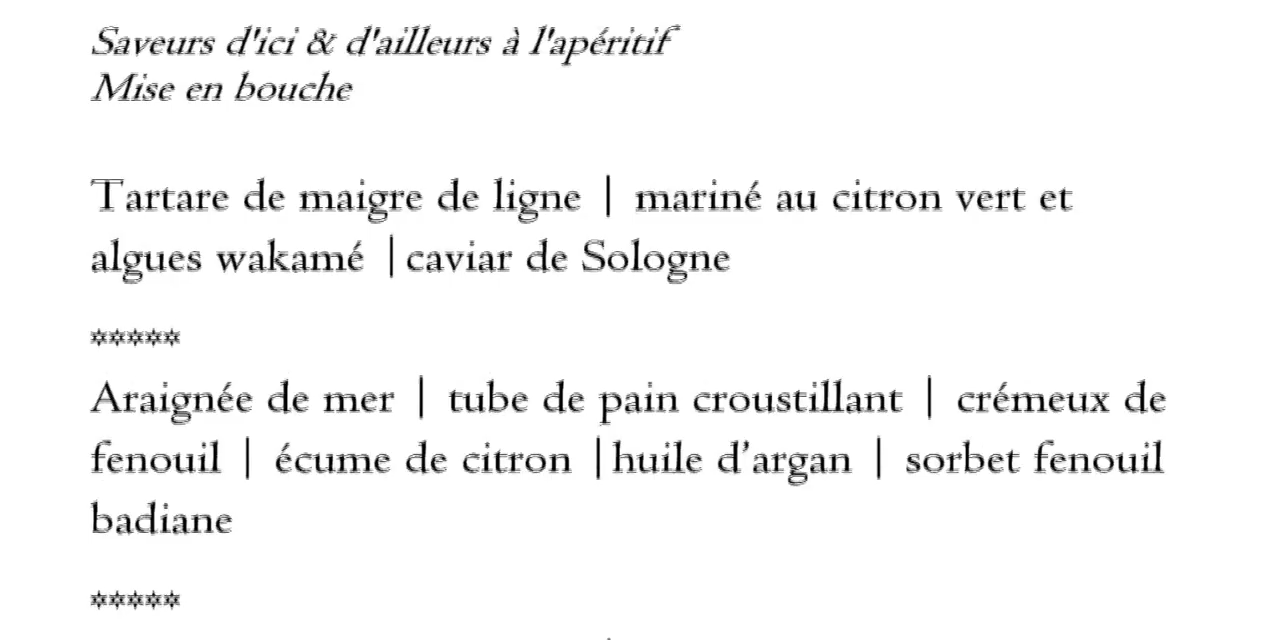 Saveurs d'ici & d'ailleurs à l'apéritif
Mise en bouche
Tartare de maigre de ligne | mariné au citron vert et
algues wakamé | caviar de Sologne
*****
Araignée de mer | tube de pain croustillant | crémeux de
fenouil | écume de citron | huile d’argan | sorbet fenouil
badiane
*****